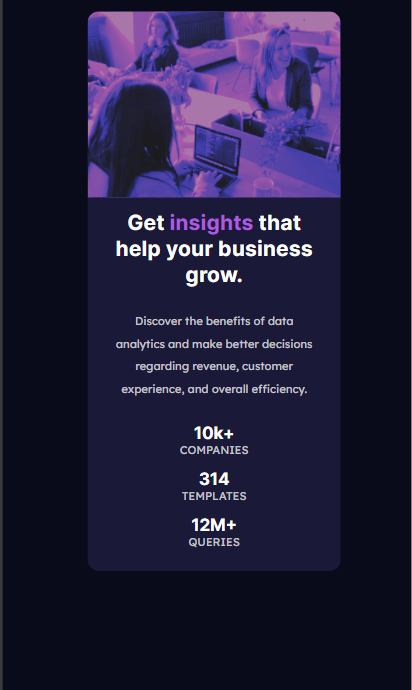 Get insights that
help your business
grow.
Discover the benefits of data
analytics and make better decisions
regarding revenue, customer
experience, and overall efficiency.
10k+
COMPANIES
314
TEMPLATES
12M+
QUERIES